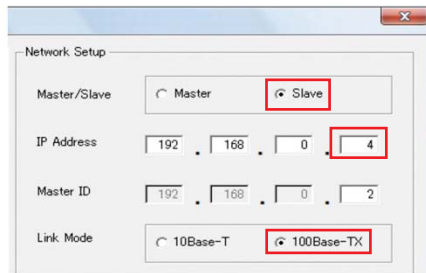 Network Setup
Master/Slave Master Slave
IP Address 192 . 168 . 0 . 4
Master ID 192 . 168 . 0 . 2
Link Mode 10Base-T 100Base-TX